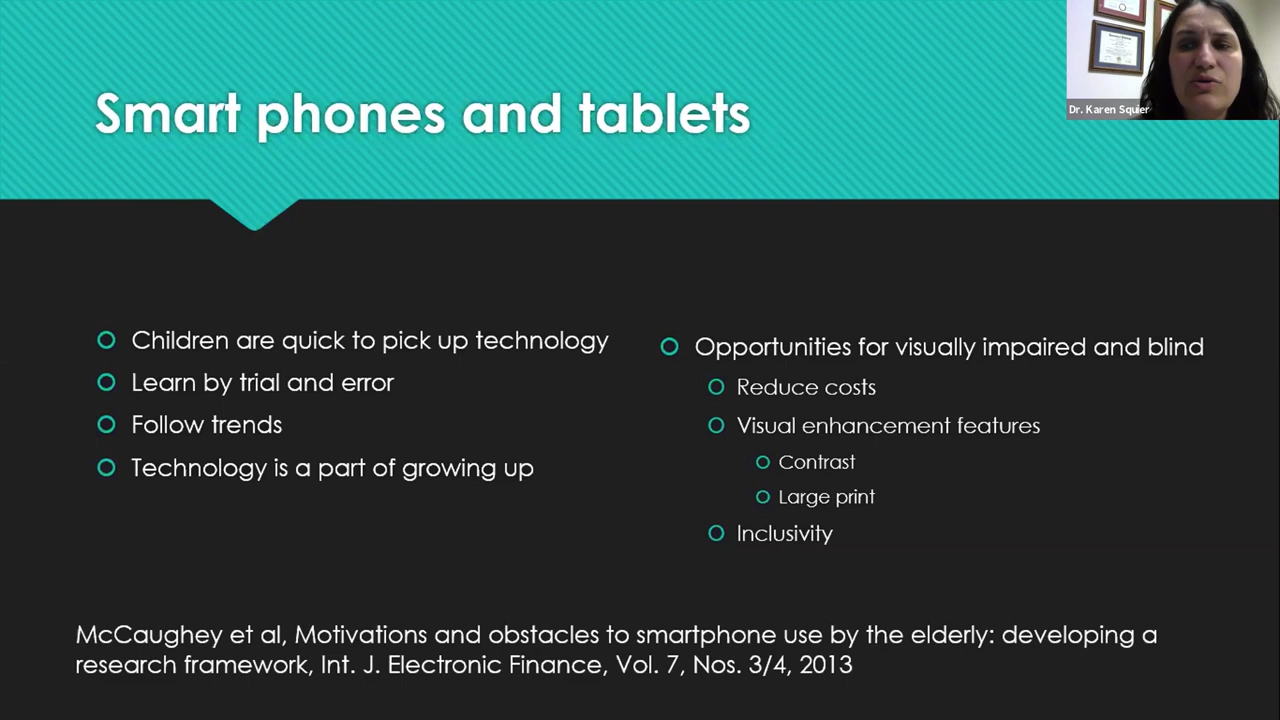 Smart phones and tablets
Dr. Karen Squier
Children are quick to pick up technology
Learn by trial and error
Follow trends
Technology is a part of growing up
Opportunities for visually impaired and blind
Reduce costs
Visual enhancement features
Contrast
Large print
Inclusivity
McCaughey et al, Motivations and obstacles to smartphone use by the elderly: developing a
research framework, Int. J. Electronic Finance, Vol. 7, Nos. 3/4, 2013